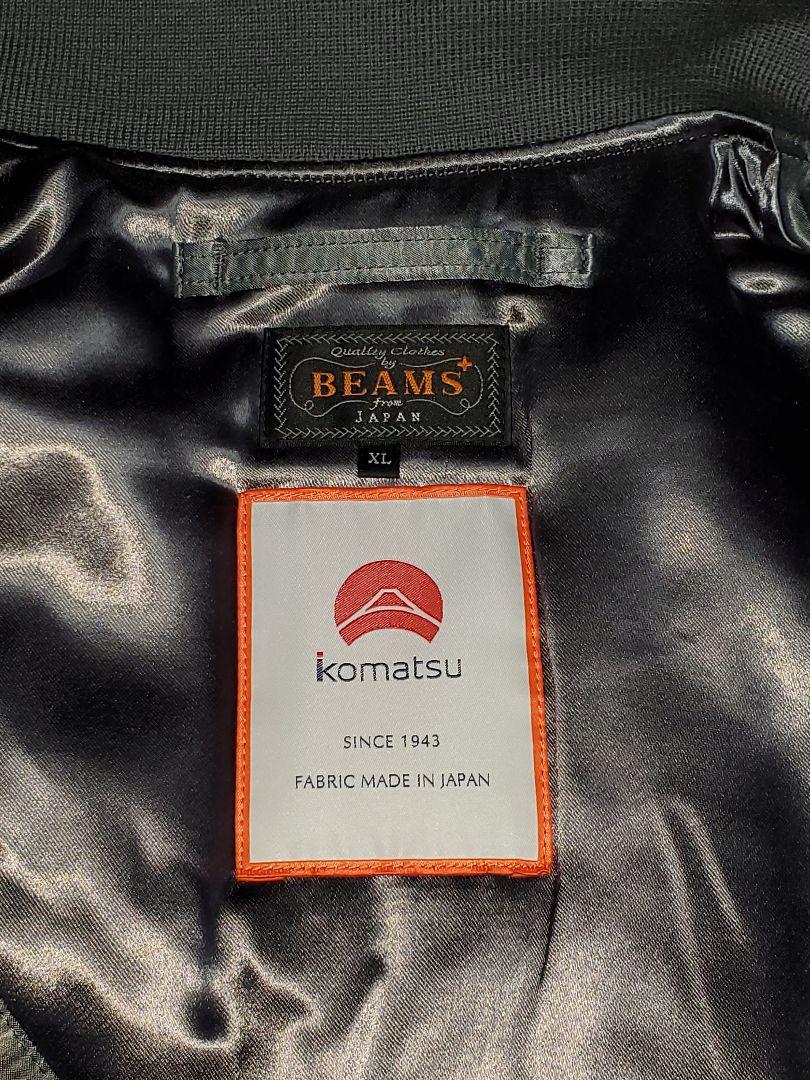 Quality Clothes
by
BEAMS+
from
JAPAN
XL
komatsu
SINCE 1943
FABRIC MADE IN JAPAN